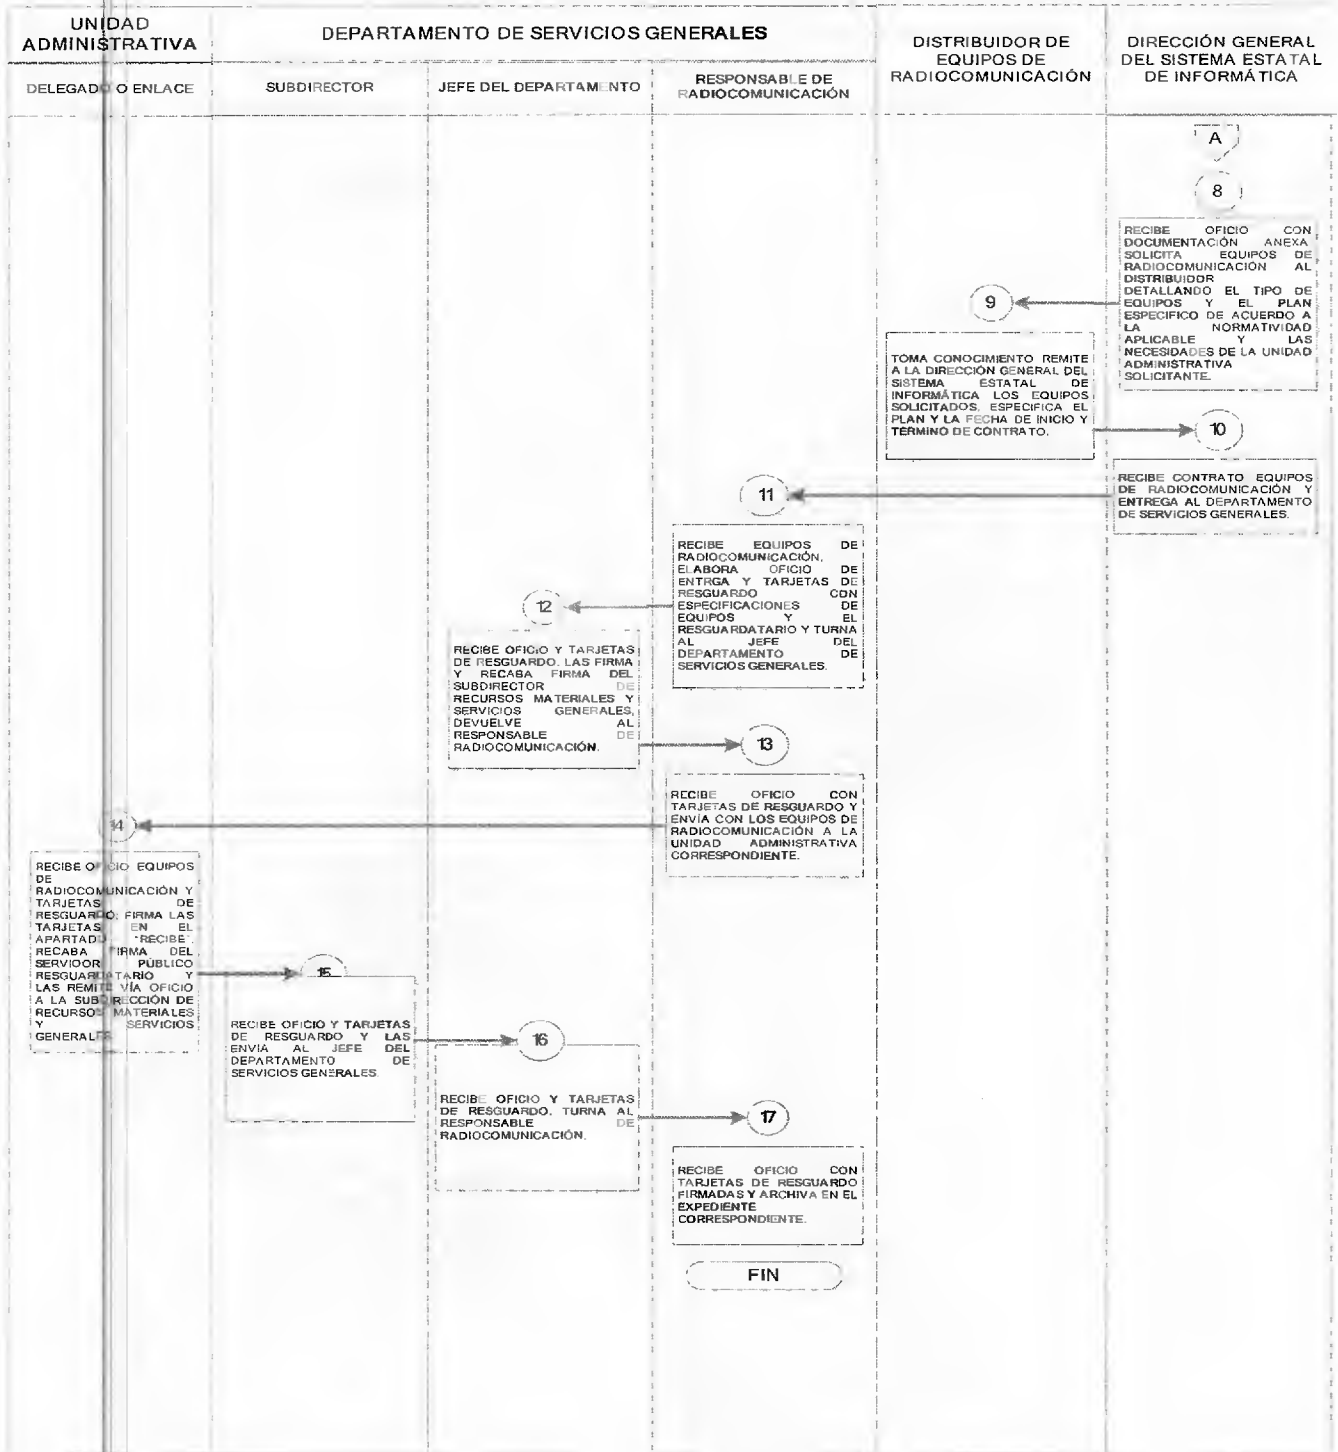 UNIDAD
ADMINISTRATIVA
DEPARTAMENTO DE SERVICIOS GENERALES
DISTRIBUIDOR DE
EQUIPOS DE
RADIOCOMUNICACIÓN
DIRECCIÓN GENERAL
DEL SISTEMA ESTATAL
DE INFORMÁTICA
DELEGADO O ENLACE
SUBDIRECTOR
JEFE DEL DEPARTAMENTO
RESPONSABLE DE
RADIOCOMUNICACIÓN
A
8
RECIBE OFICIO CON
DOCUMENTACIÓN ANEXA
SOLICITA EQUIPOS DE
RADIOCOMUNICACIÓN AL
DISTRIBUIDOR
DETALLANDO EL TIPO DE
EQUIPOS Y EL PLAN
ESPECIFICO DE ACUERDO A
LA NORMATIVIDAD
APLICABLE Y LAS
NECESIDADES DE LA UNIDAD
ADMINISTRATIVA
SOLICITANTE.
9
TOMA CONOCIMIENTO REMITE
A LA DIRECCIÓN GENERAL DEL
SISTEMA ESTATAL DE
INFORMÁTICA LOS EQUIPOS
SOLICITADOS, ESPECIFICA EL
PLAN Y LA FECHA DE INICIO Y
TÉRMINO DE CONTRATO.
10
RECIBE CONTRATO EQUIPOS
DE RADIOCOMUNICACIÓN Y
ENTREGA AL DEPARTAMENTO
DE SERVICIOS GENERALES.
11
RECIBE EQUIPOS DE
RADIOCOMUNICACIÓN,
ELABORA OFICIO DE
ENTRGA Y TARJETAS DE
RESGUARDO CON
ESPECIFICACIONES DE
EQUIPOS Y EL
RESGUARDATARIO Y TURNA
AL JEFE DEL
DEPARTAMENTO DE
SERVICIOS GENERALES.
12
RECIBE OFICIO Y TARJETAS
DE RESGUARDO, LAS FIRMA
Y RECABA FIRMA DEL
SUBDIRECTOR DE
RECURSOS MATERIALES Y
SERVICIOS GENERALES,
DEVUELVE AL
RESPONSABLE DE
RADIOCOMUNICACIÓN.
13
RECIBE OFICIO CON
TARJETAS DE RESGUARDO Y
ENVÍA CON LOS EQUIPOS DE
RADIOCOMUNICACIÓN A LA
UNIDAD ADMINISTRATIVA
CORRESPONDIENTE.
14
RECIBE OFICIO EQUIPOS
DE
RADIOCOMUNICACIÓN Y
TARJETAS DE
RESGUARDO; FIRMA LAS
TARJETAS EN EL
APARTADO "RECIBE",
RECABA FIRMA DEL
SERVIDOR PÚBLICO
RESGUARDATARIO Y
LAS REMITE VÍA OFICIO
A LA SUBDIRECCIÓN DE
RECURSOS MATERIALES
Y SERVICIOS
GENERALES
15
RECIBE OFICIO Y TARJETAS
DE RESGUARDO Y LAS
ENVÍA AL JEFE DEL
DEPARTAMENTO DE
SERVICIOS GENERALES.
16
RECIBE OFICIO Y TARJETAS
DE RESGUARDO, TURNA AL
RESPONSABLE DE
RADIOCOMUNICACIÓN.
17
RECIBE OFICIO CON
TARJETAS DE RESGUARDO
FIRMADAS Y ARCHIVA EN EL
EXPEDIENTE
CORRESPONDIENTE.
FIN